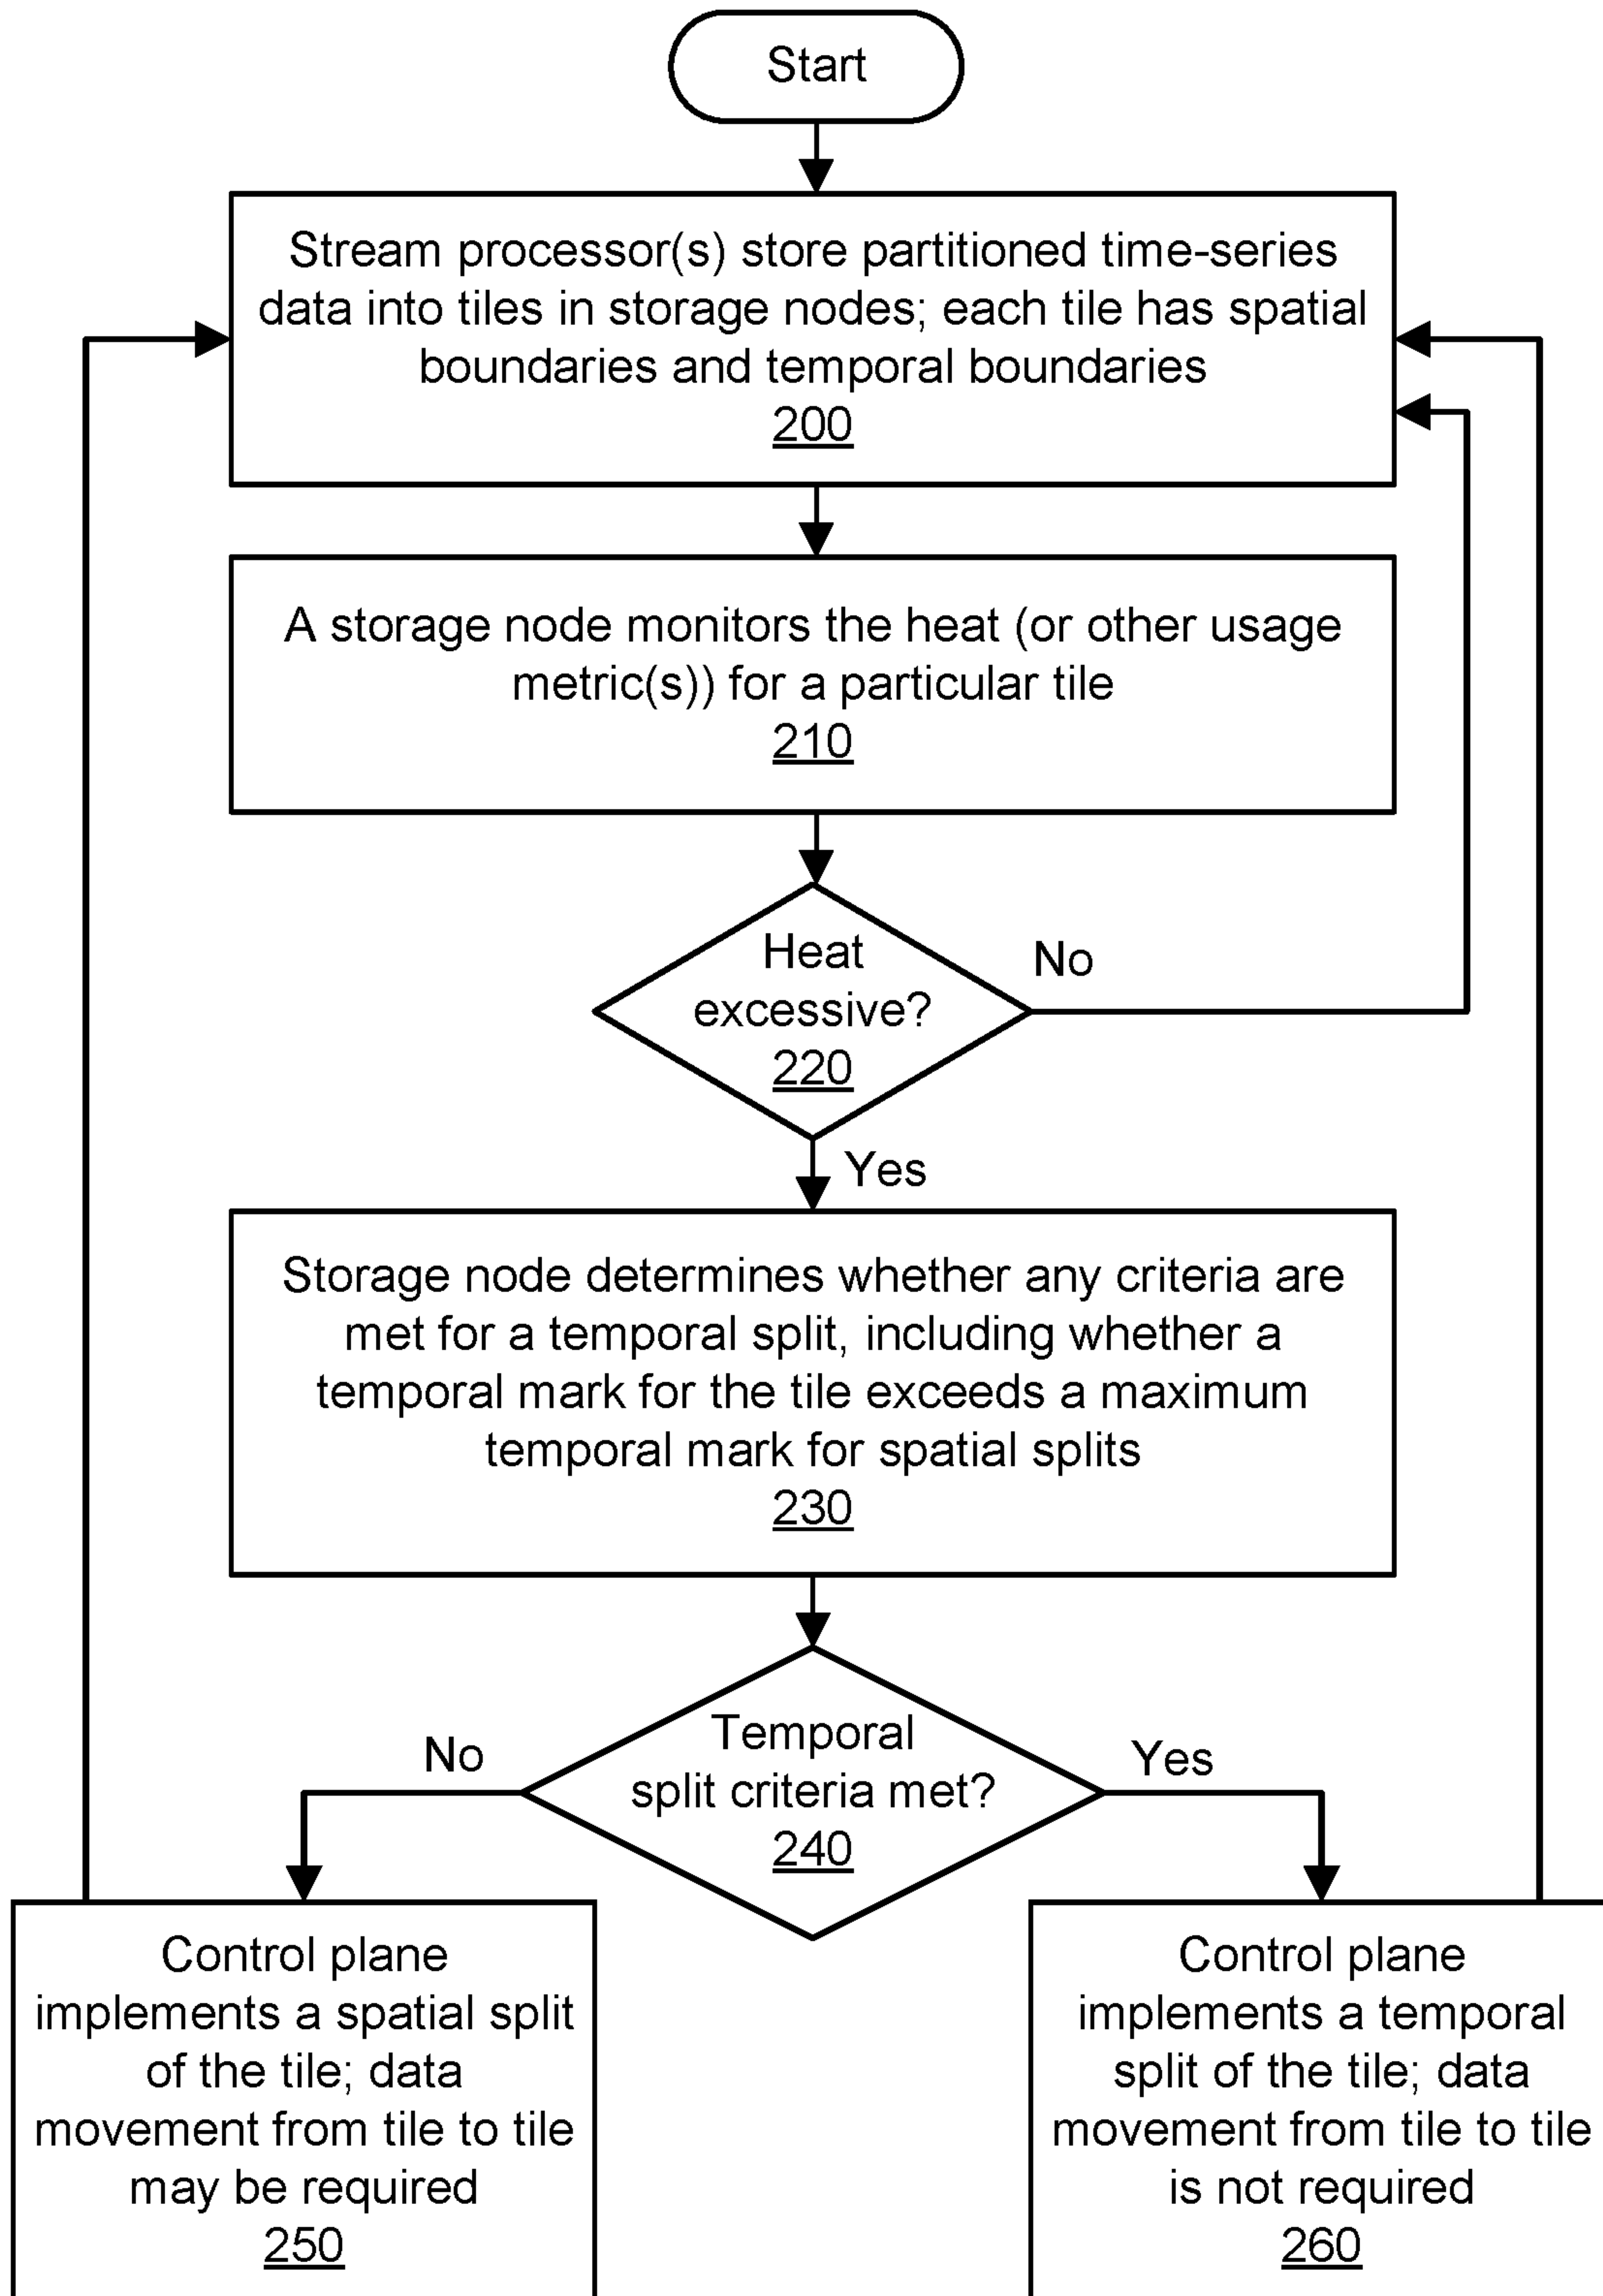 Start
Stream processor(s) store partitioned time-series
data into tiles in storage nodes; each tile has spatial
boundaries and temporal boundaries
200
A storage node monitors the heat (or other usage
metric(s)) for a particular tile
210
Heat
excessive?
220
No
Yes
Storage node determines whether any criteria are
met for a temporal split, including whether a
temporal mark for the tile exceeds a maximum
temporal mark for spatial splits
230
Temporal
split criteria met?
240
No
Yes
Control plane
implements a spatial split
of the tile; data
movement from tile to tile
may be required
250
Control plane
implements a temporal
split of the tile; data
movement from tile to tile
is not required
260